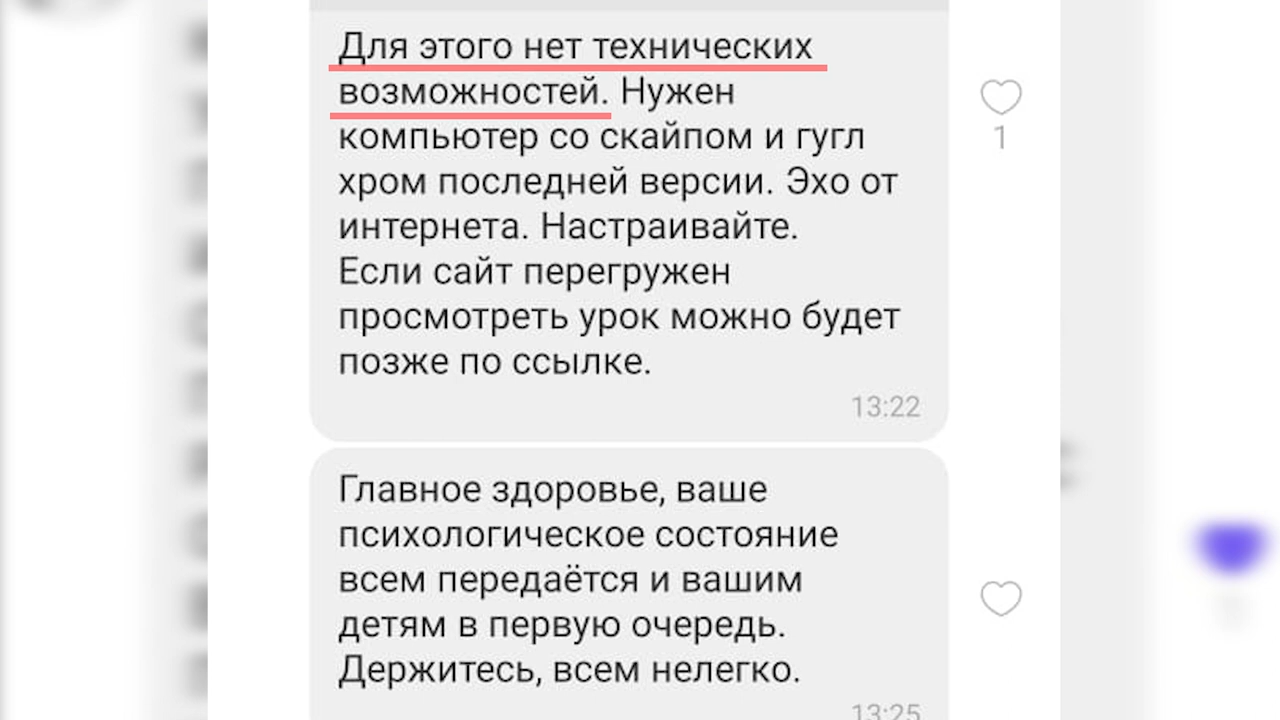 Для этого нет технических
возможностей. Нужен
компьютер со скайпом и гугл
хром последней версии. Эхо от
интернета. Настраивайте.
Если сайт перегружен
просмотреть урок можно будет
позже по ссылке.
13:22
1
Главное здоровье, ваше
психологическое состояние
всем передаётся и вашим
детям в первую очередь.
Держитесь, всем нелегко.
13:25